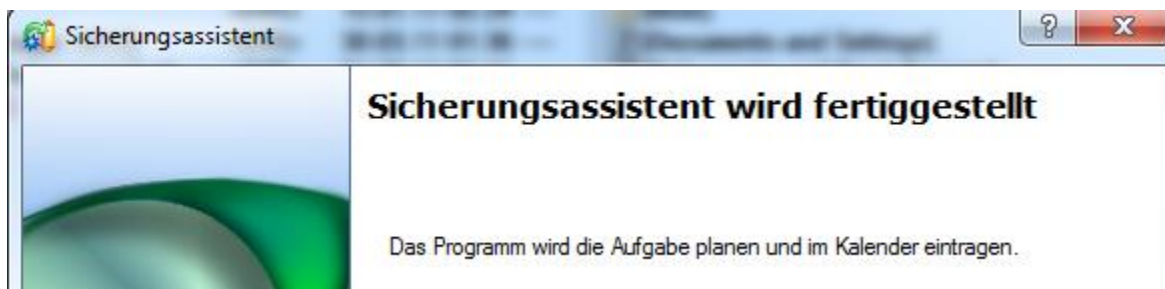 Sicherungsassistent
Sicherungsassistent wird fertiggestellt
Das Programm wird die Aufgabe planen und im Kalender eintragen.